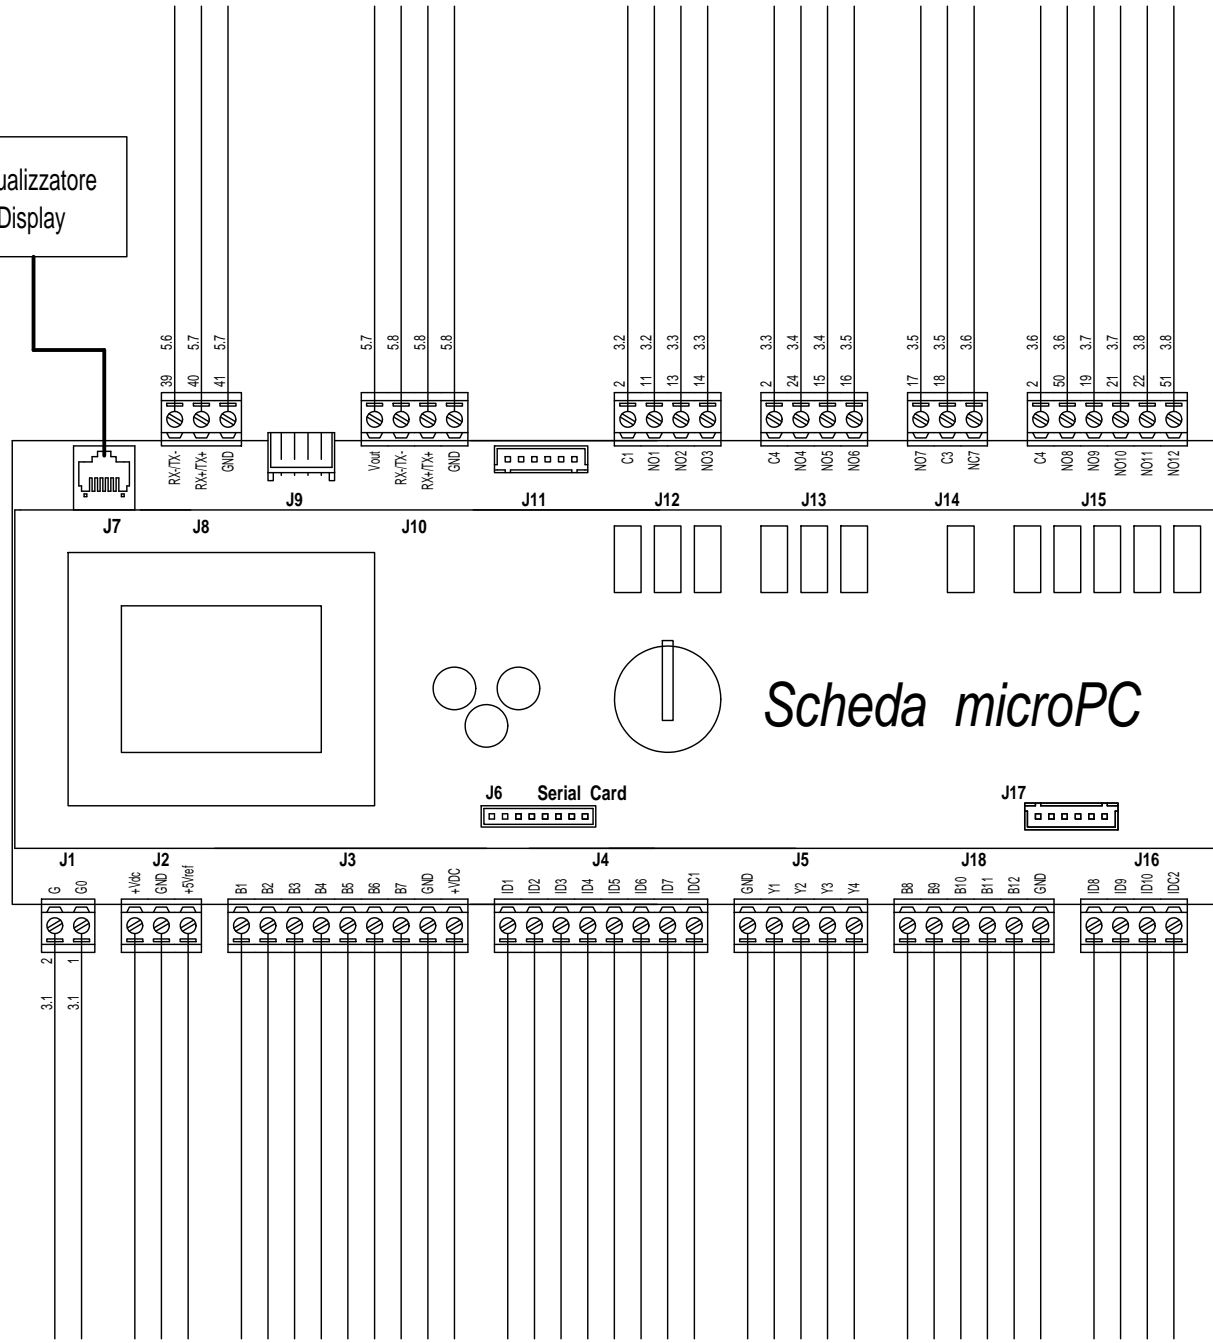 ualizzatore
Display
5.6 5.7 5.7 5.7 5.8 5.8 5.8 3.2 3.2 3.3 3.3 3.3 3.4 3.4 3.5 3.5 3.5 3.6 3.6 3.6 3.7 3.7 3.8 3.8
39 40 41 2 11 13 14 2 24 15 16 17 18 2 50 19 21 22 51
RX-/TX- RX+/TX+ GND Vout RX-/TX- RX+/TX+ GND C1 NO1 NO2 NO3 C4 NO4 NO5 NO6 NO7 C3 NC7 C4 NO8 NO9 NO10 NO11 NO12
J9 J11 J12 J13 J14 J15
J7 J8 J10
Scheda microPC
J6 Serial Card J17
J1 J2 J3 J4 J5 J18 J16
G G0 +Vdc GND +5Vref B1 B2 B3 B4 B5 B6 B7 GND +VDC ID1 ID2 ID3 ID4 ID5 ID6 ID7 IDC1 GND Y1 Y2 Y3 Y4 B8 B9 B10 B11 B12 GND ID8 ID9 ID10 IDC2
2 1
3.1 3.1